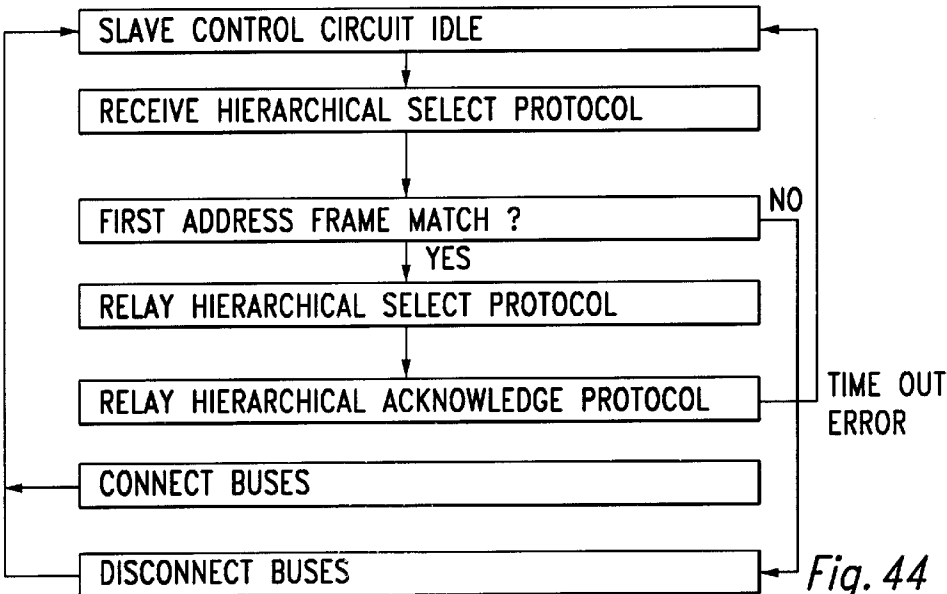 SLAVE CONTROL CIRCUIT IDLE
RECEIVE HIERARCHICAL SELECT PROTOCOL
FIRST ADDRESS FRAME MATCH ?
NO
YES
RELAY HIERARCHICAL SELECT PROTOCOL
RELAY HIERARCHICAL ACKNOWLEDGE PROTOCOL
TIME OUT
ERROR
CONNECT BUSES
DISCONNECT BUSES
Fig. 44